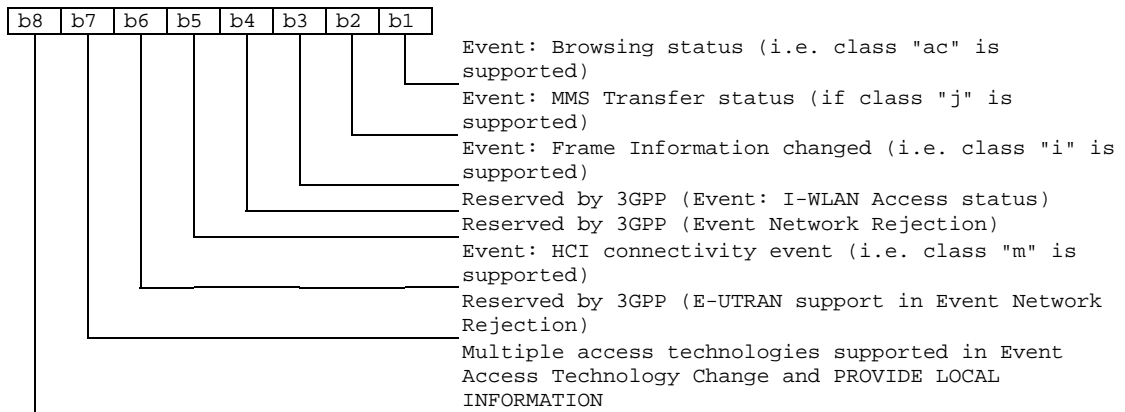 b8 b7 b6 b5 b4 b3 b2 b1
Event: Browsing status (i.e. class "ac" is
supported)
Event: MMS Transfer status (if class "j" is
supported)
Event: Frame Information changed (i.e. class "i" is
supported)
Reserved by 3GPP (Event: I-WLAN Access status)
Reserved by 3GPP (Event Network Rejection)
Event: HCI connectivity event (i.e. class "m" is
supported)
Reserved by 3GPP (E-UTRAN support in Event Network
Rejection)
Multiple access technologies supported in Event
Access Technology Change and PROVIDE LOCAL
INFORMATION